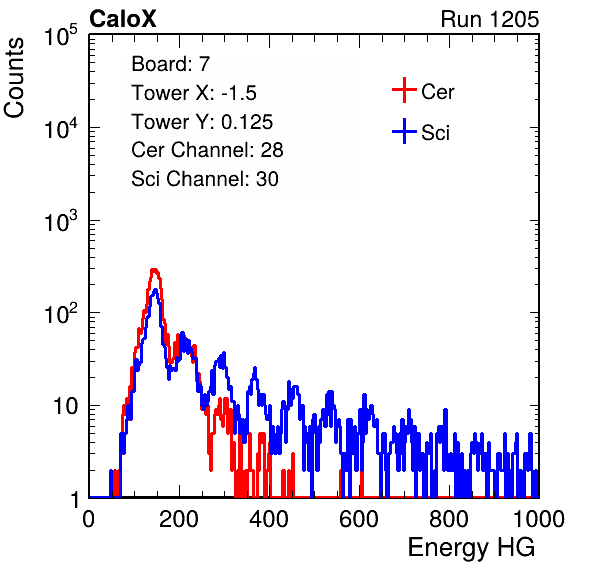 CaloX Run 1205
Counts
10^5
10^4
10^3
10^2
10
1
Board: 7
Tower X: -1.5
Tower Y: 0.125
Cer Channel: 28
Sci Channel: 30
Cer
Sci
0 200 400 600 800 1000
Energy HG